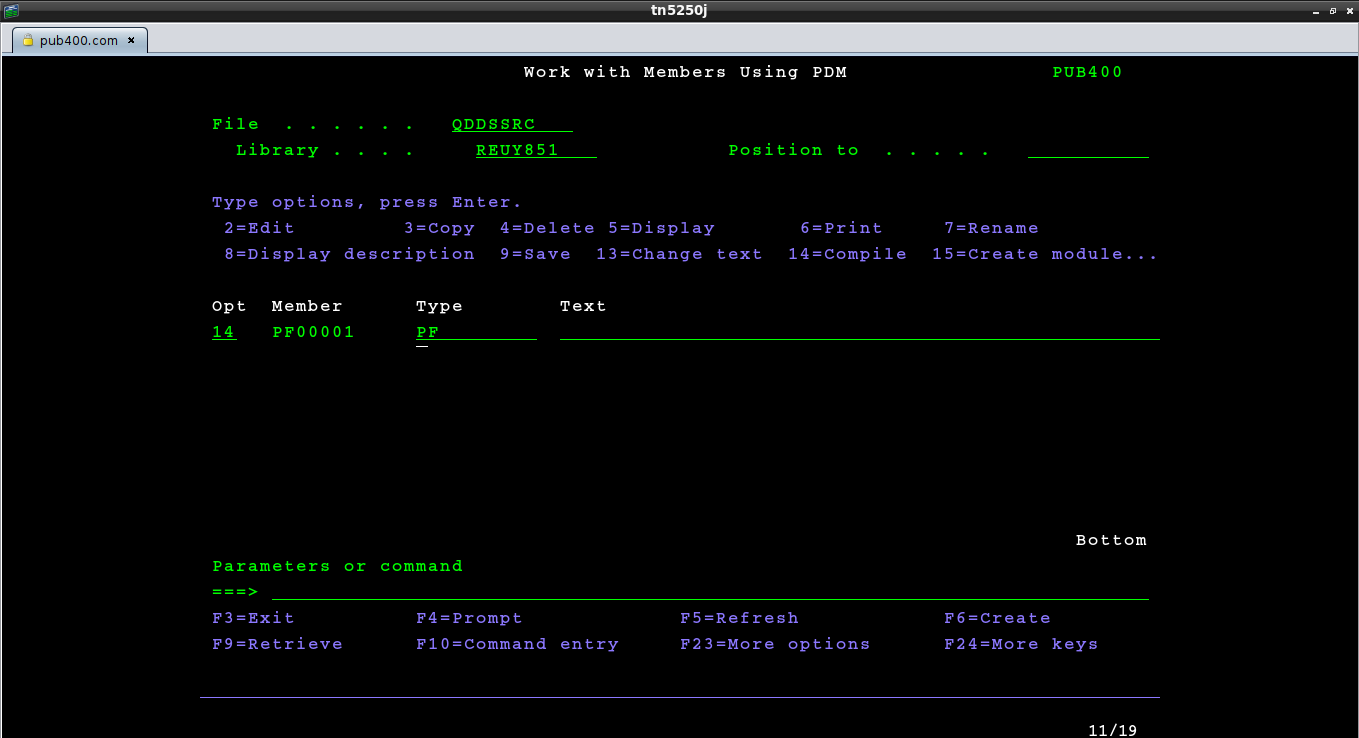 tn5250j
pub400.com
Work with Members Using PDM PUB400
File . . . . . . QDDSSRC
Library . . . . REUY851 Position to . . . . .
Type options, press Enter.
2=Edit 3=Copy 4=Delete 5=Display 6=Print 7=Rename
8=Display description 9=Save 13=Change text 14=Compile 15=Create module...
Opt Member Type Text
14 PF00001 PF
Bottom
Parameters or command
===>
F3=Exit F4=Prompt F5=Refresh F6=Create
F9=Retrieve F10=Command entry F23=More options F24=More keys
11/19